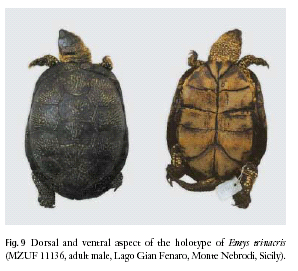 Fig. 9 Dorsal and ventral aspect of the holotype of Emys trinacris
(MZUF 11136, adult male, Lago Gian Fenaro, Monte Nebrodi, Sicily).